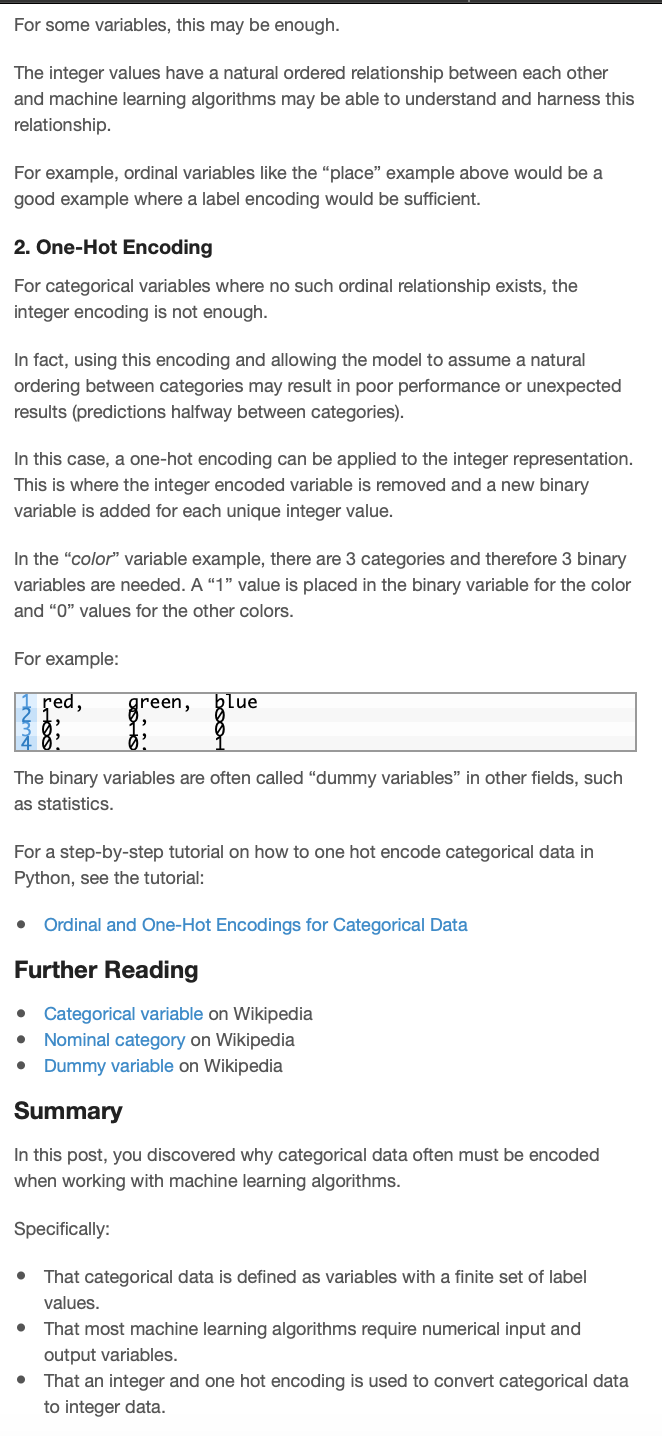 For some variables, this may be enough.
The integer values have a natural ordered relationship between each other
and machine learning algorithms may be able to understand and harness this
relationship.
For example, ordinal variables like the “place” example above would be a
good example where a label encoding would be sufficient.
2. One-Hot Encoding
For categorical variables where no such ordinal relationship exists, the
integer encoding is not enough.
In fact, using this encoding and allowing the model to assume a natural
ordering between categories may result in poor performance or unexpected
results (predictions halfway between categories).
In this case, a one-hot encoding can be applied to the integer representation.
This is where the integer encoded variable is removed and a new binary
variable is added for each unique integer value.
In the “color” variable example, there are 3 categories and therefore 3 binary
variables are needed. A “1” value is placed in the binary variable for the color
and “0” values for the other colors.
For example:
1 red, green, blue
2 1, 0, 0
3 0, 1, 0
4 0, 0, 1
The binary variables are often called “dummy variables” in other fields, such
as statistics.
For a step-by-step tutorial on how to one hot encode categorical data in
Python, see the tutorial:
• Ordinal and One-Hot Encodings for Categorical Data
Further Reading
• Categorical variable on Wikipedia
• Nominal category on Wikipedia
• Dummy variable on Wikipedia
Summary
In this post, you discovered why categorical data often must be encoded
when working with machine learning algorithms.
Specifically:
• That categorical data is defined as variables with a finite set of label
values.
• That most machine learning algorithms require numerical input and
output variables.
• That an integer and one hot encoding is used to convert categorical data
to integer data.